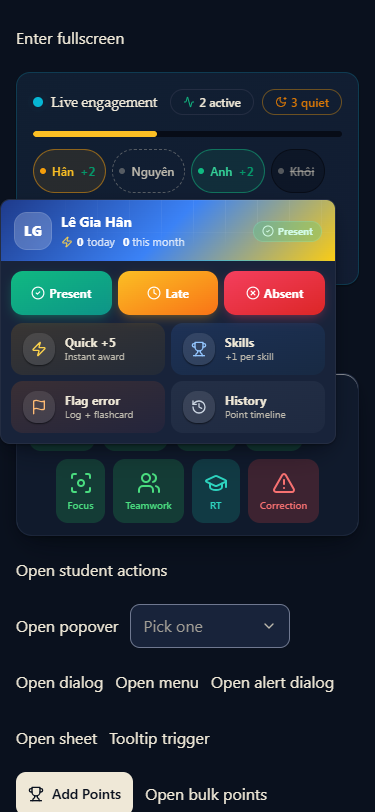 Enter fullscreen
Live engagement
2 active
3 quiet
Hân +2
Nguyên
Anh +2
Khôi
LG
Lê Gia Hân
0 today 0 this month
Present
Present
Late
Absent
Quick +5
Instant award
Skills
+1 per skill
Flag error
Log + flashcard
History
Point timeline
Focus
Teamwork
RT
Correction
Open student actions
Open popover
Pick one
Open dialog Open menu Open alert dialog
Open sheet Tooltip trigger
Add Points
Open bulk points